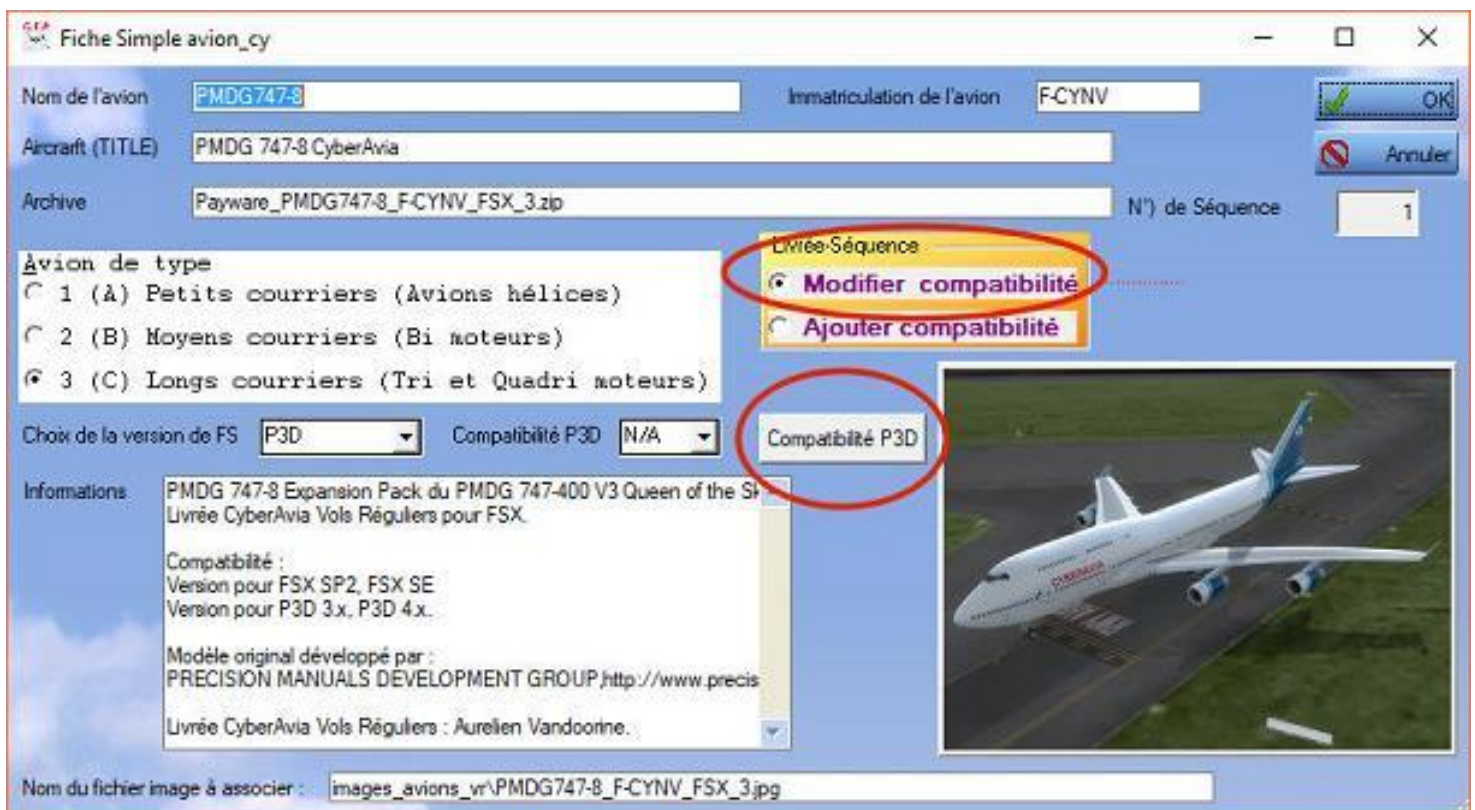 Fiche Simple avion_cy
Nom de l'avion PMDG747-8 Immatriculation de l'avion F-CYNV OK
Aircrarft (TITLE) PMDG 747-8 CyberAvia Annuler
Archive Payware_PMDG747-8_F-CYNV_FSX_3.zip N°) de Séquence 1
Livrée-Séquence
Avion de type
1 (A) Petits courriers (Avions hélices) Modifier compatibilité
2 (B) Moyens courriers (Bi moteurs) Ajouter compatibilité
3 (C) Longs courriers (Tri et Quadri moteurs)
Choix de la version de FS P3D Compatibilité P3D N/A Compatibilité P3D
Informations PMDG 747-8 Expansion Pack du PMDG 747-400 V3 Queen of the Sk
Livrée CyberAvia Vols Réguliers pour FSX.
Compatibilité :
Version pour FSX SP2, FSX SE
Version pour P3D 3.x, P3D 4.x.
Modèle original développé par :
PRECISION MANUALS DEVELOPMENT GROUP,http://www.precis
Livrée CyberAvia Vols Réguliers : Aurelien Vandoorine.
CYBERAVIA
Nom du fichier image à associer : images_avions_vr\PMDG747-8_F-CYNV_FSX_3.jpg